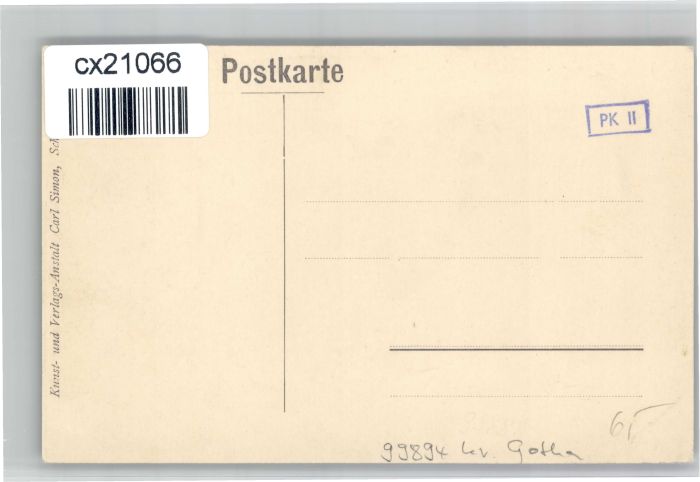 cx21066
Postkarte
PK II
Kunst- und Verlags-Anstalt Carl Simon,
99894 kr. Gotha